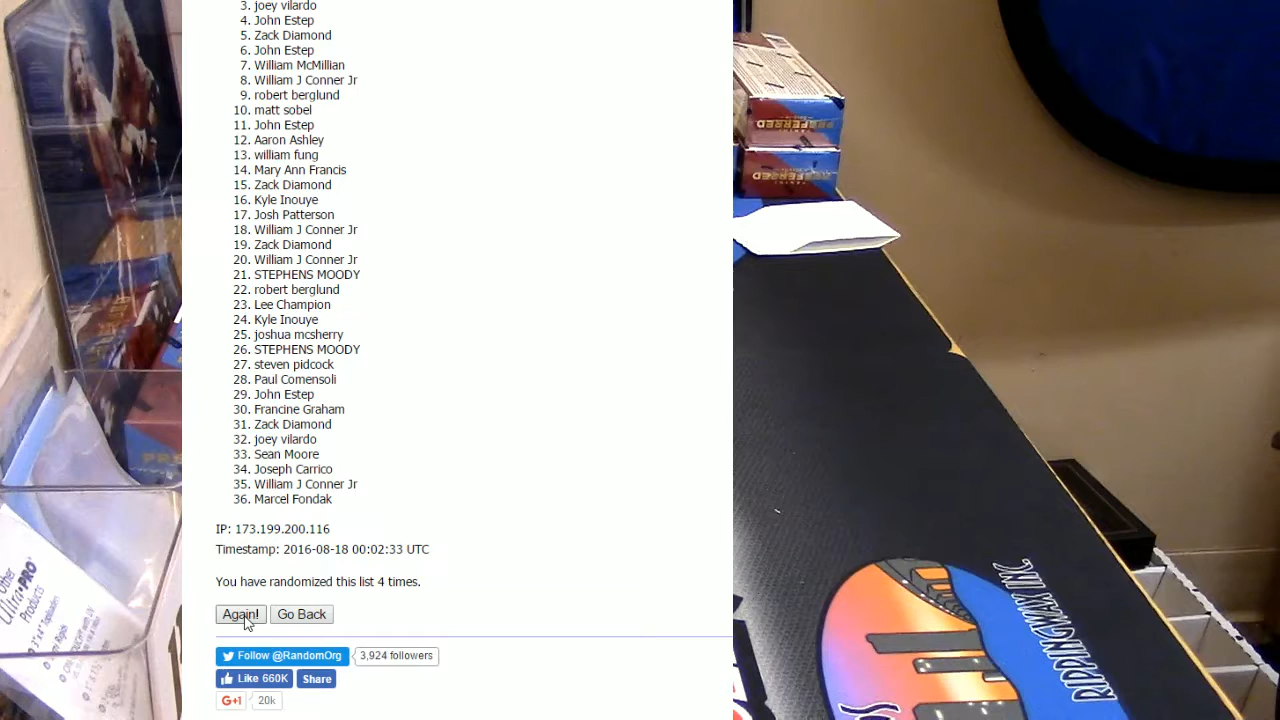 3. joey vilardo
4. John Estep
5. Zack Diamond
6. John Estep
7. William McMillian
8. William J Conner Jr
9. robert berglund
10. matt sobel
11. John Estep
12. Aaron Ashley
13. william fung
14. Mary Ann Francis
15. Zack Diamond
16. Kyle Inouye
17. Josh Patterson
18. William J Conner Jr
19. Zack Diamond
20. William J Conner Jr
21. STEPHENS MOODY
22. robert berglund
23. Lee Champion
24. Kyle Inouye
25. joshua mcsherry
26. STEPHENS MOODY
27. steven pidcock
28. Paul Comensoli
29. John Estep
30. Francine Graham
31. Zack Diamond
32. joey vilardo
33. Sean Moore
34. Joseph Carrico
35. William J Conner Jr
36. Marcel Fondak
IP: 173.199.200.116
Timestamp: 2016-08-18 00:02:33 UTC
You have randomized this list 4 times.
Again! Go Back
Follow @RandomOrg 3,924 followers
Like 660K Share
G+1 20k
PREFERRED
PREFERRED
RIPPINGWAX INC.
Other
Ultra PRO
Products